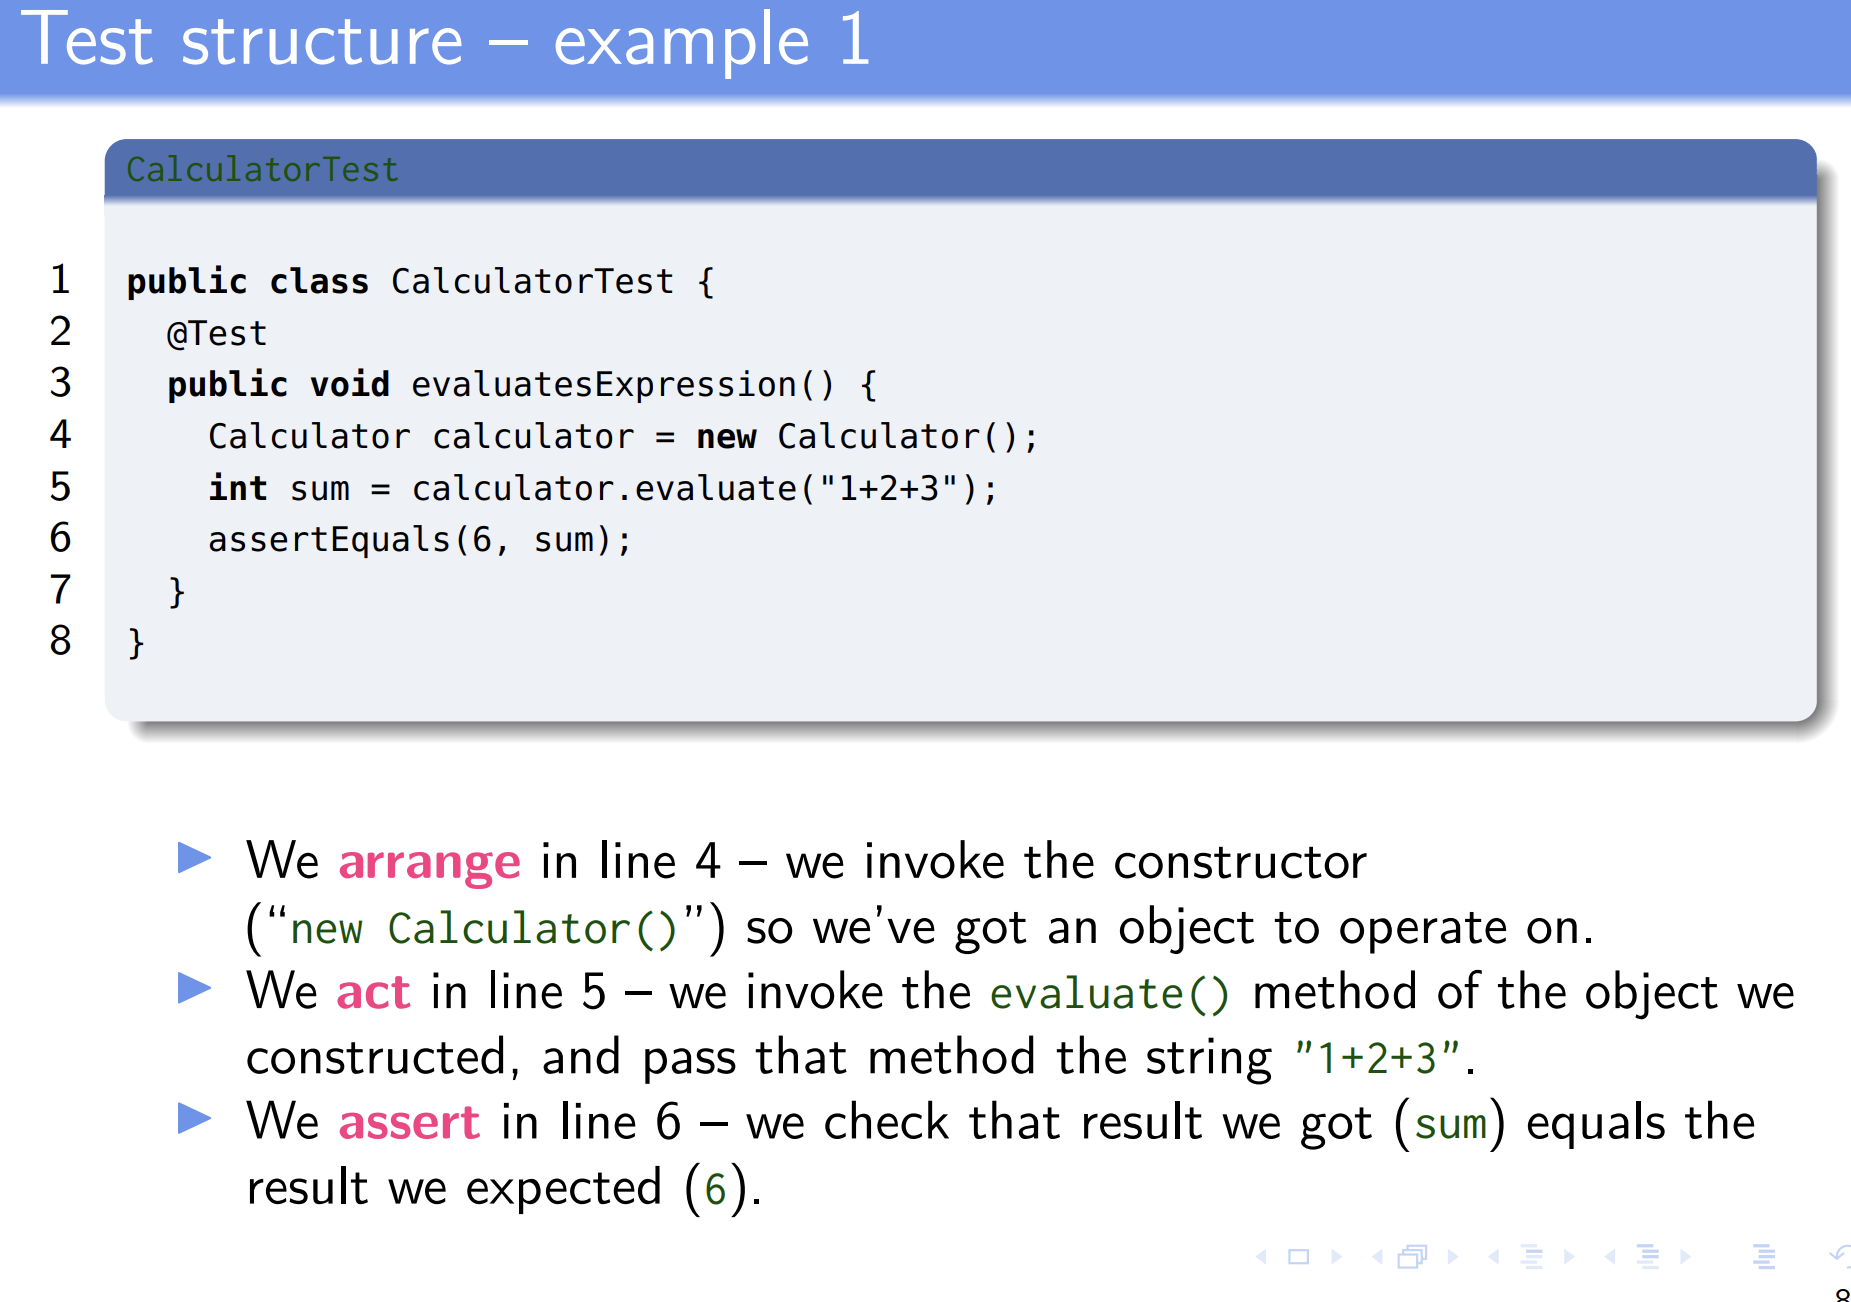 Test structure – example 1
CalculatorTest
1 public class CalculatorTest {
2 @Test
3 public void evaluatesExpression() {
4 Calculator calculator = new Calculator();
5 int sum = calculator.evaluate("1+2+3");
6 assertEquals(6, sum);
7 }
8 }
We arrange in line 4 – we invoke the constructor
(“new Calculator()”) so we’ve got an object to operate on.
We act in line 5 – we invoke the evaluate() method of the object we
constructed, and pass that method the string "1+2+3".
We assert in line 6 – we check that result we got (sum) equals the
result we expected (6).